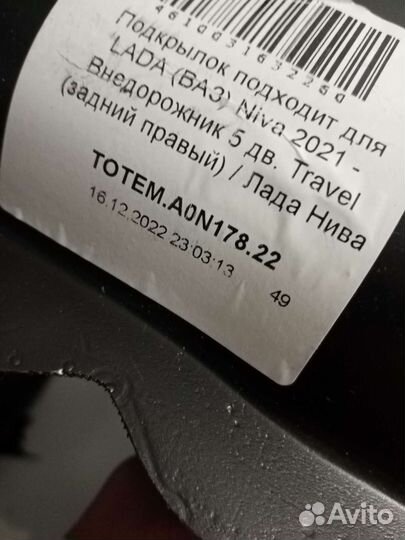 4610031632260
Подкрылок подходит для
LADA (ВАЗ) Niva 2021 -
Внедорожник 5 дв. Travel
(задний правый) / Лада Нива
TOTEM.A0N178.22
16.12.2022 23:03:13
49
Avito